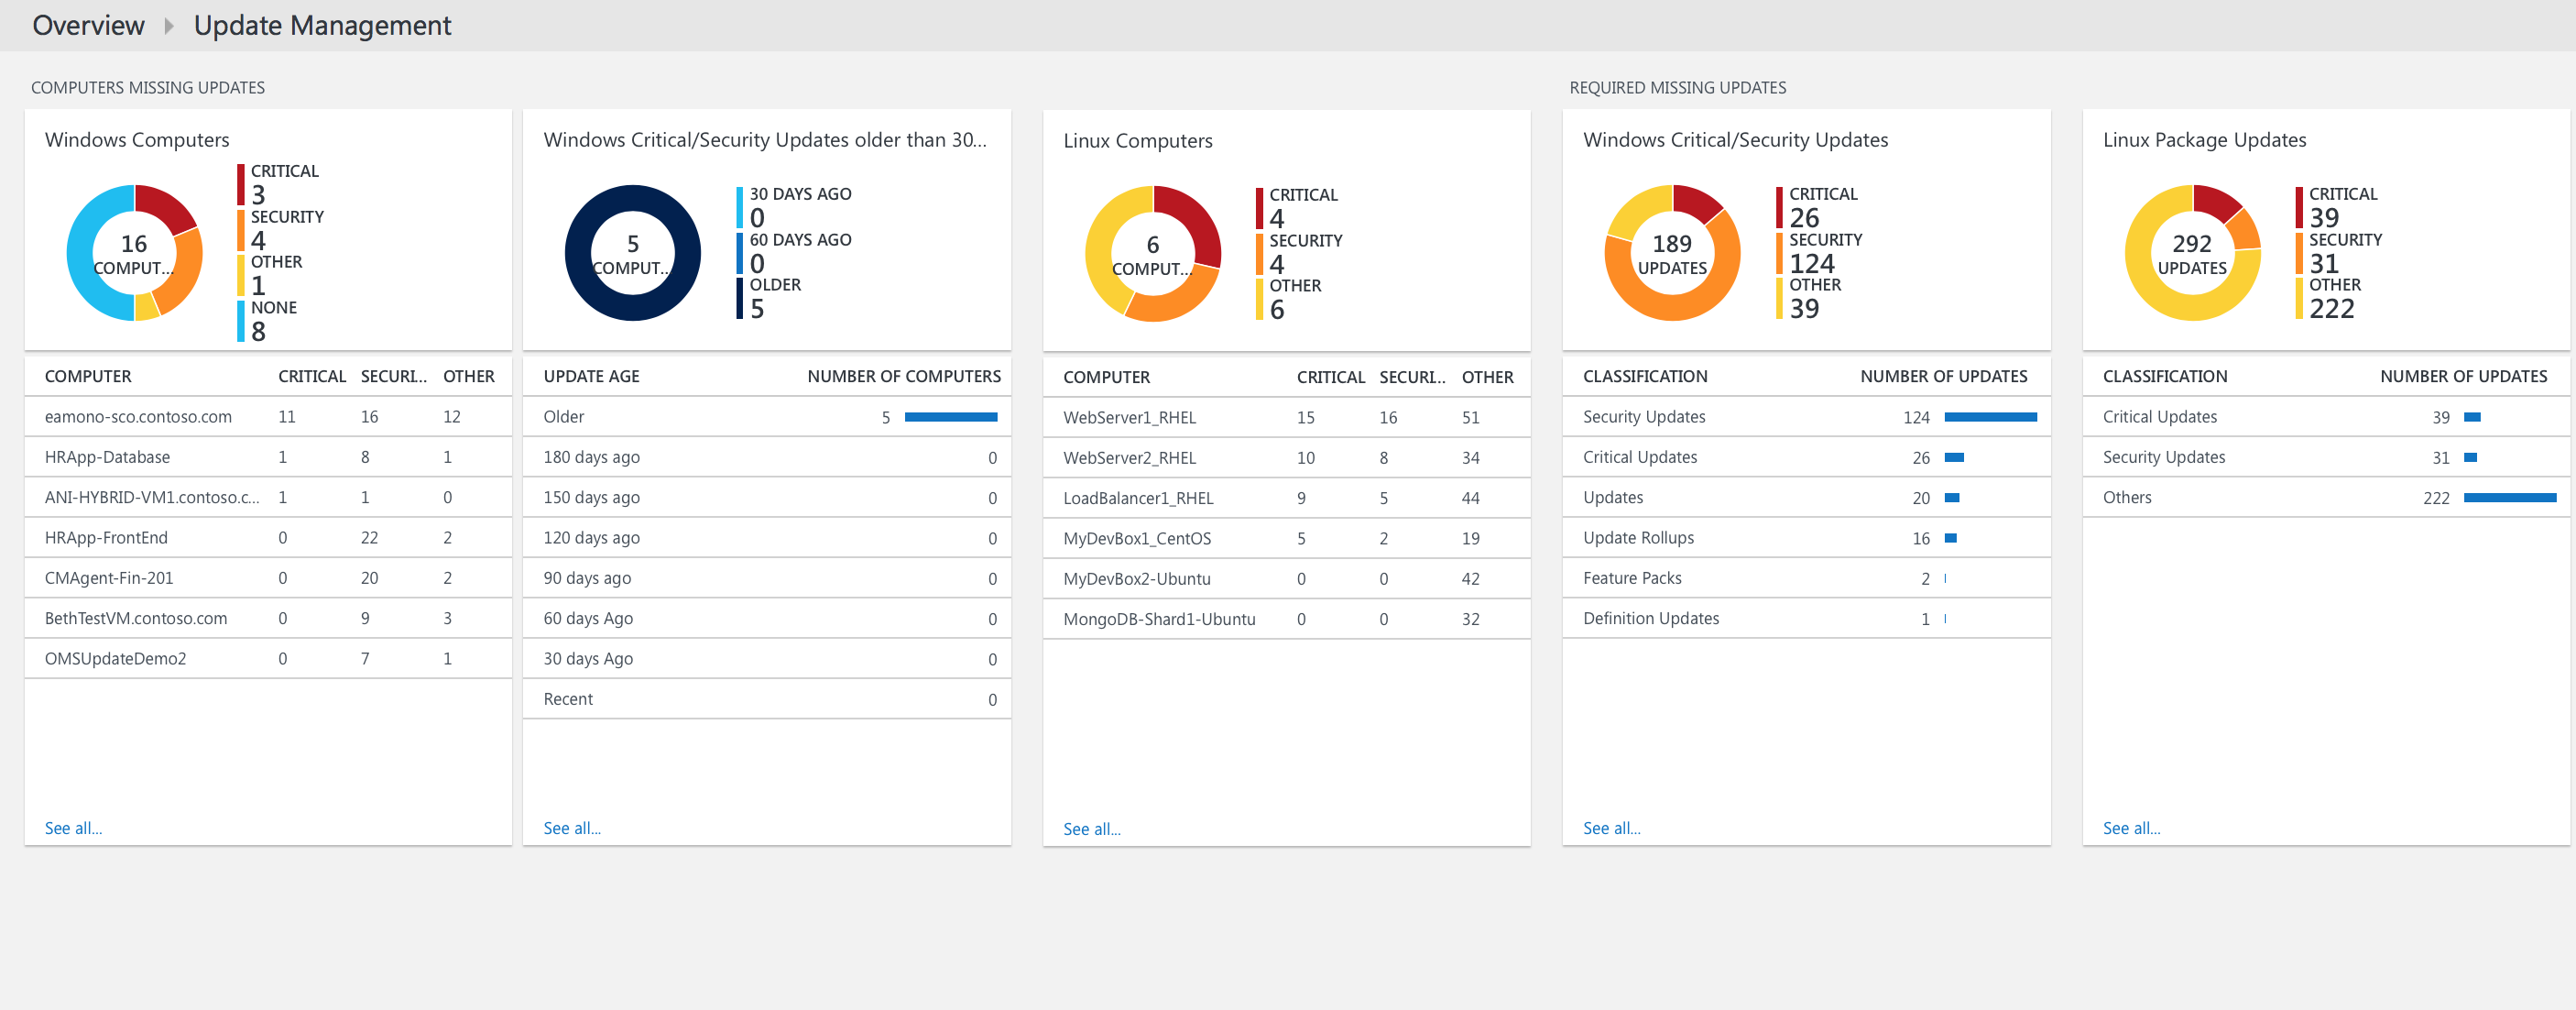 Overview Update Management
COMPUTERS MISSING UPDATES
REQUIRED MISSING UPDATES
Windows Computers
16
COMPUT...
CRITICAL
3
SECURITY
4
OTHER
1
NONE
8
COMPUTER CRITICAL SECURI... OTHER
eamono-sco.contoso.com 11 16 12
HRApp-Database 1 8 1
ANI-HYBRID-VM1.contoso.c... 1 1 0
HRApp-FrontEnd 0 22 2
CMAgent-Fin-201 0 20 2
BethTestVM.contoso.com 0 9 3
OMSUpdateDemo2 0 7 1
See all...
Windows Critical/Security Updates older than 30...
5
COMPUT...
30 DAYS AGO
0
60 DAYS AGO
0
OLDER
5
UPDATE AGE NUMBER OF COMPUTERS
Older 5
180 days ago 0
150 days ago 0
120 days ago 0
90 days ago 0
60 days Ago 0
30 days Ago 0
Recent 0
See all...
Linux Computers
6
COMPUT...
CRITICAL
4
SECURITY
4
OTHER
6
COMPUTER CRITICAL SECURI... OTHER
WebServer1_RHEL 15 16 51
WebServer2_RHEL 10 8 34
LoadBalancer1_RHEL 9 5 44
MyDevBox1_CentOS 5 2 19
MyDevBox2-Ubuntu 0 0 42
MongoDB-Shard1-Ubuntu 0 0 32
See all...
Windows Critical/Security Updates
189
UPDATES
CRITICAL
26
SECURITY
124
OTHER
39
CLASSIFICATION NUMBER OF UPDATES
Security Updates 124
Critical Updates 26
Updates 20
Update Rollups 16
Feature Packs 2
Definition Updates 1
See all...
Linux Package Updates
292
UPDATES
CRITICAL
39
SECURITY
31
OTHER
222
CLASSIFICATION NUMBER OF UPDATES
Critical Updates 39
Security Updates 31
Others 222
See all...